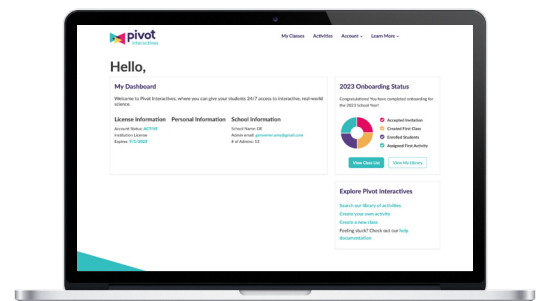 pivot
interactives
My Classes Activities Account Learn More
Hello,
My Dashboard
Welcome to Pivot Interactives, where you can give your students 24/7 access to interactive, real-world
science.
License Information Personal Information School Information
Account Status: ACTIVE
Institution License
Expires: 7/1/2023
School Name: DE
Admin email:
# of Admins: 13
2023 Onboarding Status
Congratulations! You have completed onboarding for
the 2023 School Year!
Accepted Invitation
Created First Class
Enrolled Students
Assigned First Activity
View Class List View My Library
Explore Pivot Interactives
Search our library of activities
Create your own activity
Create a new class
Feeling stuck? Check out our help
documentation